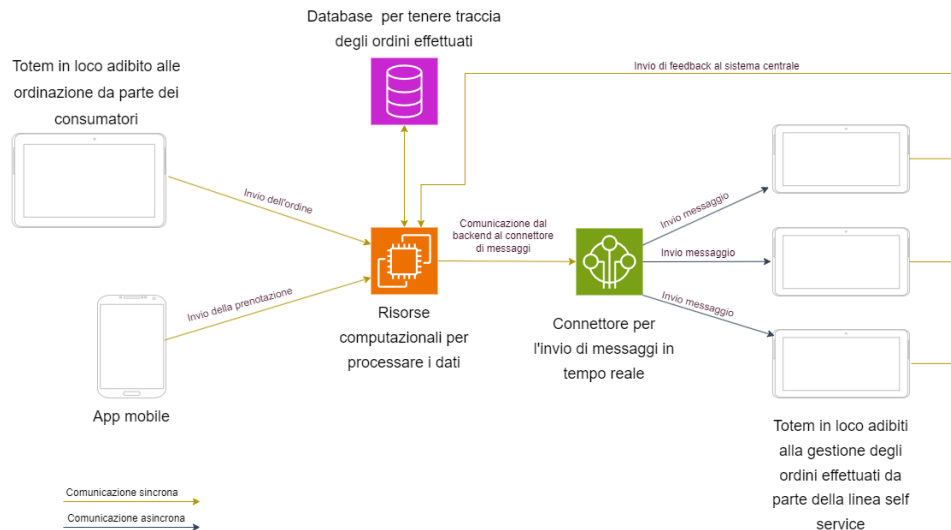 Database  per tenere traccia
degli ordini effettuati
Totem in loco adibito alle
ordinazione da parte dei
consumatori
Invio di feedback al sistema centrale
Invio dell'ordine
Comunicazione dal
backend al connettore
di messaggi
Invio messaggio
Invio messaggio
Invio messaggio
Invio della prenotazione
Risorse
computazionali per
processare i dati
Connettore per
l'invio di messaggi in
tempo reale
App mobile
Totem in loco adibiti
alla gestione degli
ordini effettuati da
parte della linea self
service
Comunicazione sincrona
Comunicazione asincrona